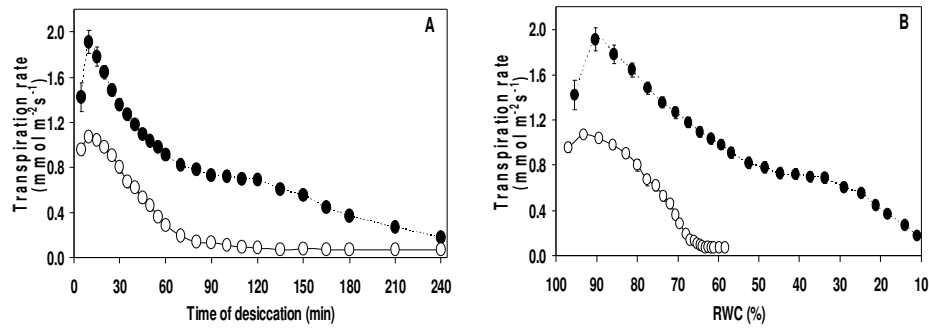 A
Transpiration rate
(mmol m-2s-1)
2.0
1.6
1.2
0.8
0.4
0.0
0 30 60 90 120 150 180 210 240
Time of desiccation (min)
B
Transpiration rate
(mmol m-2s-1)
2.0
1.6
1.2
0.8
0.4
0.0
100 90 80 70 60 50 40 30 20 10
RWC (%)